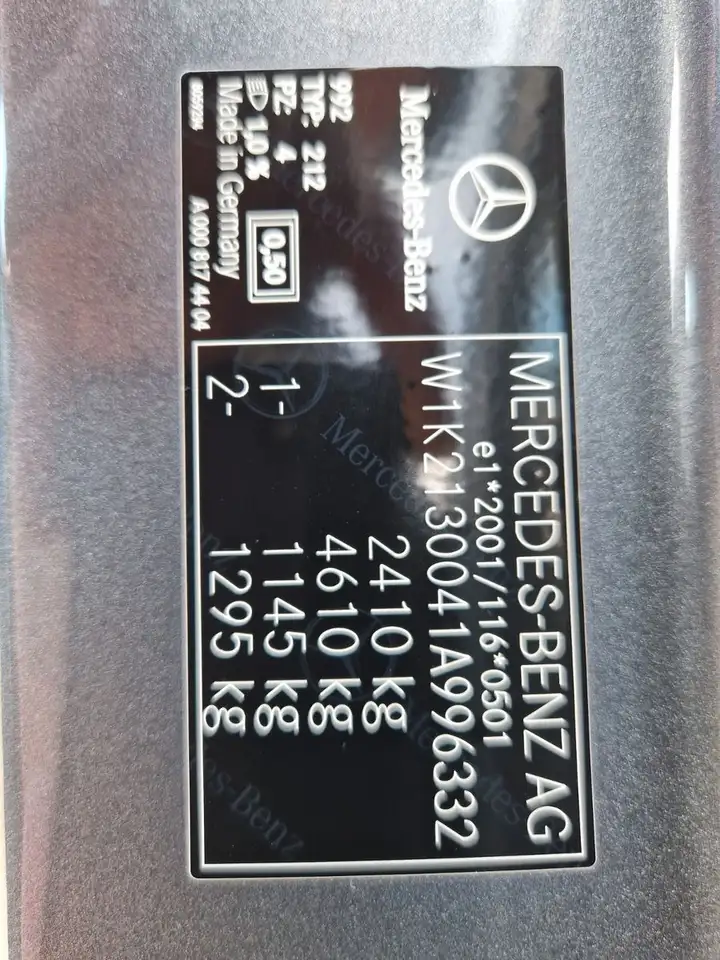 Mercedes-Benz
992
TYP: 212
PZ: 4
1,0 %
0,50
Made in Germany
A 000 817 44 04
MERCEDES-BENZ AG
e1*2001/116*0501
W1K2130041A996332
2410 kg
4610 kg
1- 1145 kg
2- 1295 kg